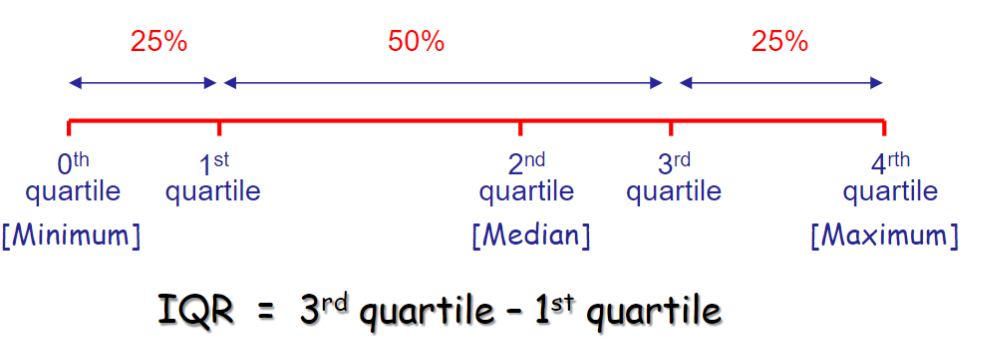 25% 50% 25%
0th 1st 2nd 3rd 4rth
quartile quartile quartile quartile quartile
[Minimum] [Median] [Maximum]
IQR = 3rd quartile – 1st quartile